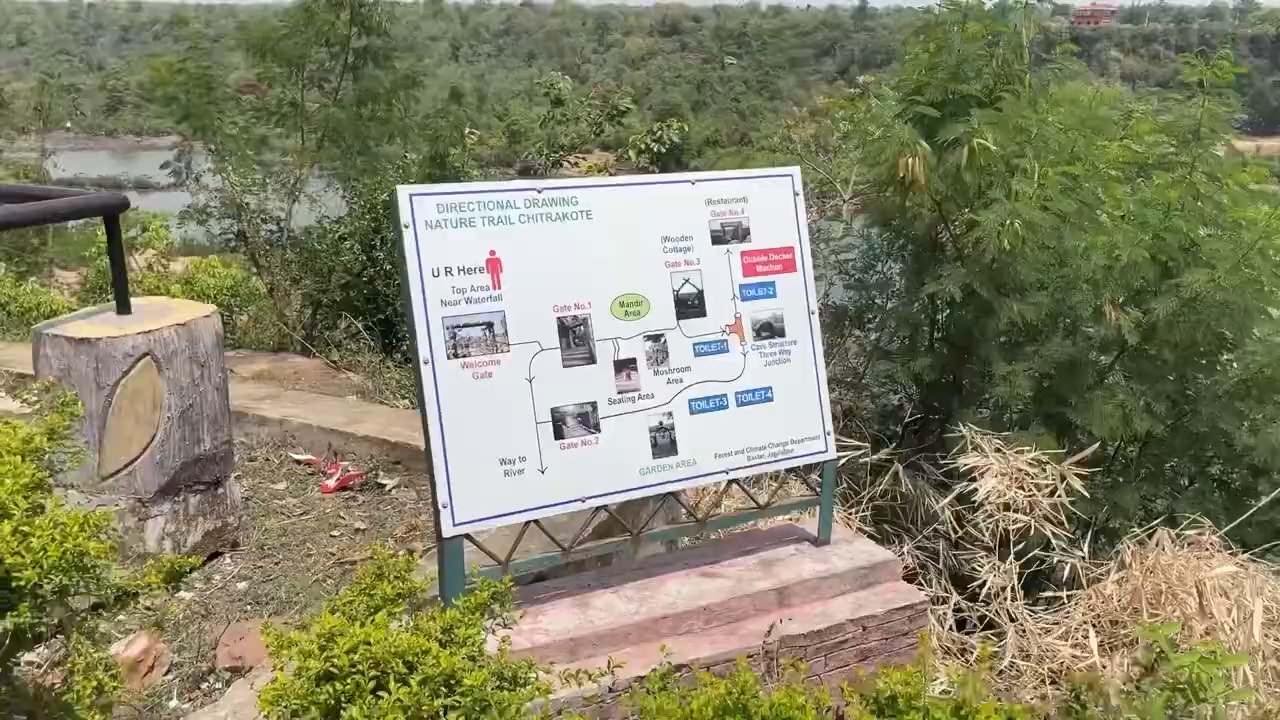 DIRECTIONAL DRAWING
NATURE TRAIL CHITRAKOTE
U R Here
Top Area
Near Waterfall
Welcome
Gate
Gate No.1
Mandir
Area
(Wooden
Cottage)
Gate No.3
(Restaurant)
Gate No.4
Machan
TOILET-2
TOILET-1
Cave Structure
Three Way
Junction
Mushroom
Area
Seating Area
Gate No.2
TOILET-3
TOILET-4
Way to
River
GARDEN AREA
Forest and Climate Change Department
Bastar, Jagdalpur